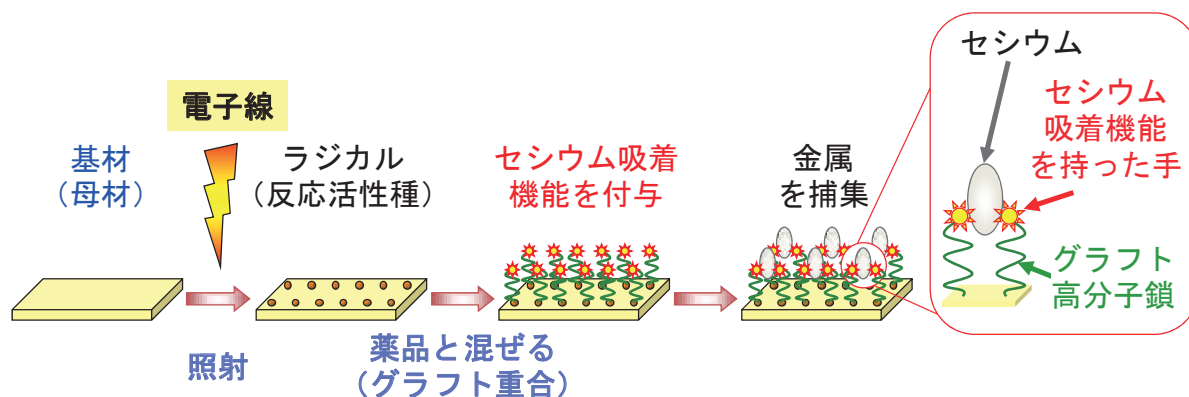 電子線
基材
（母材）
ラジカル
（反応活性種）
セシウム吸着
機能を付与
金属
を捕集
照射
薬品と混ぜる
（グラフト重合）
セシウム
セシウム
吸着機能
を持った手
グラフト
高分子鎖